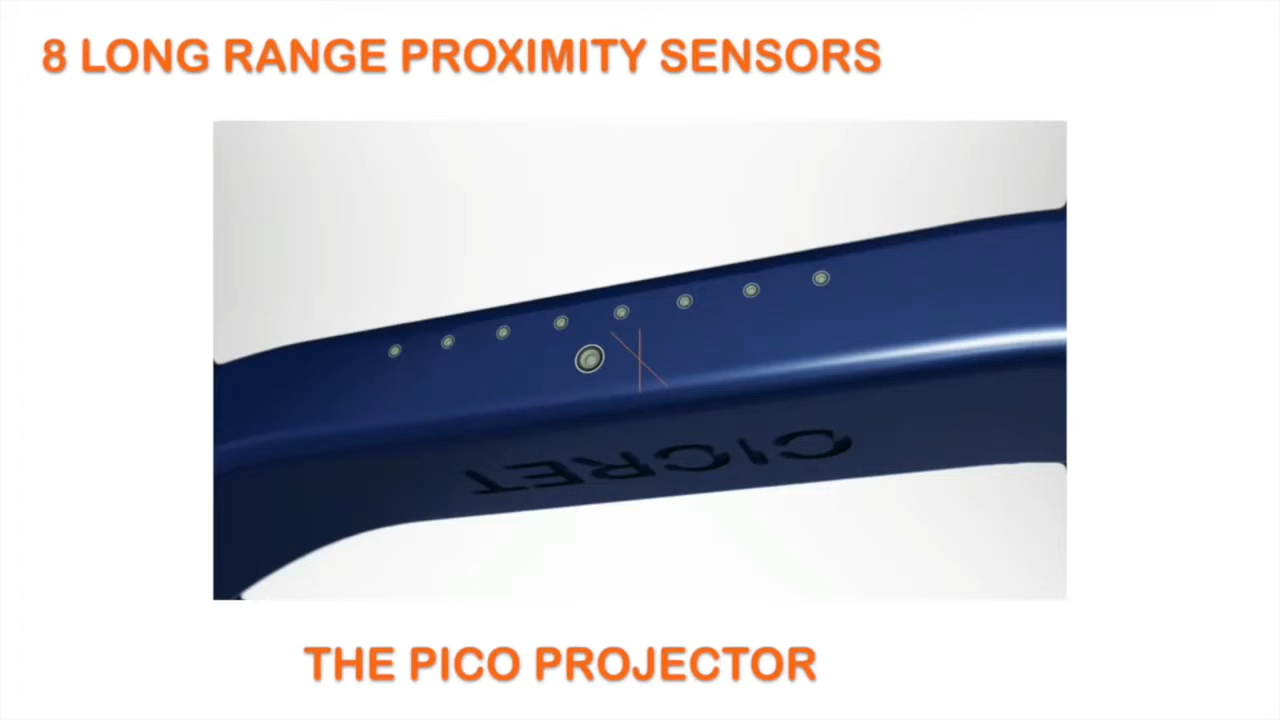 8 LONG RANGE PROXIMITY SENSORS
CICRET
THE PICO PROJECTOR